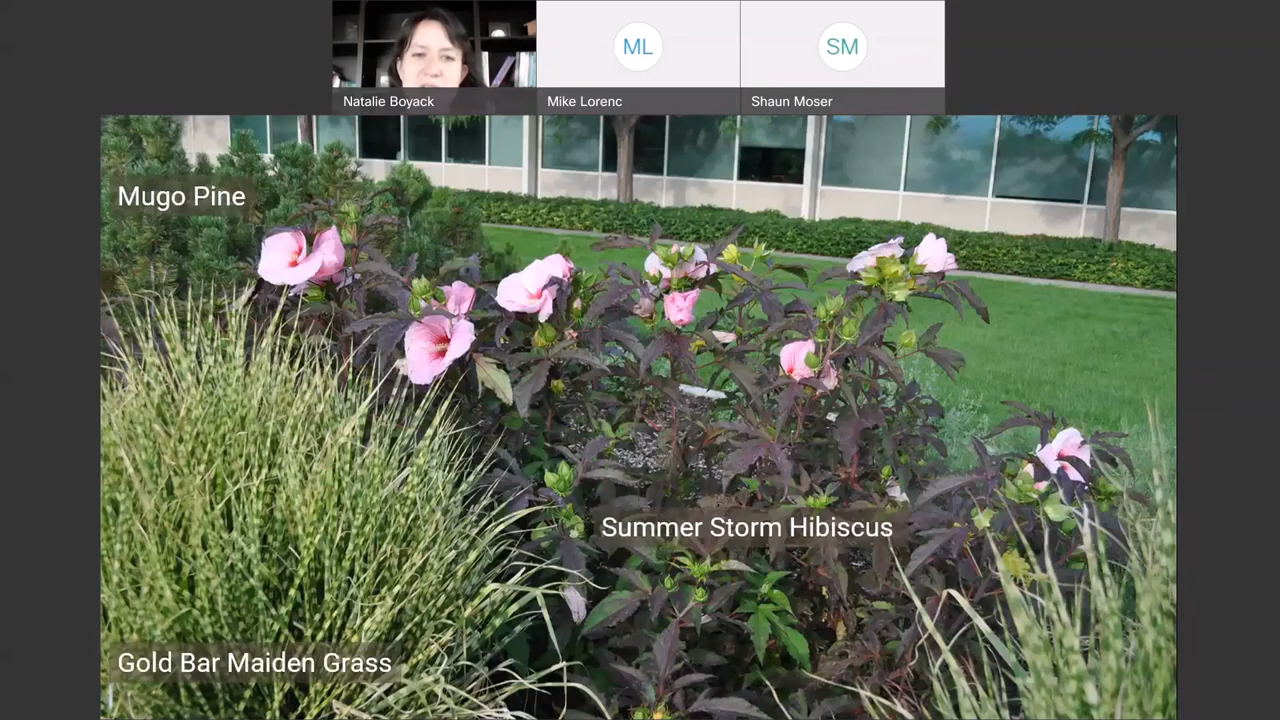 ML
SM
Natalie Boyack
Mike Lorenc
Shaun Moser
Mugo Pine
Summer Storm Hibiscus
Gold Bar Maiden Grass